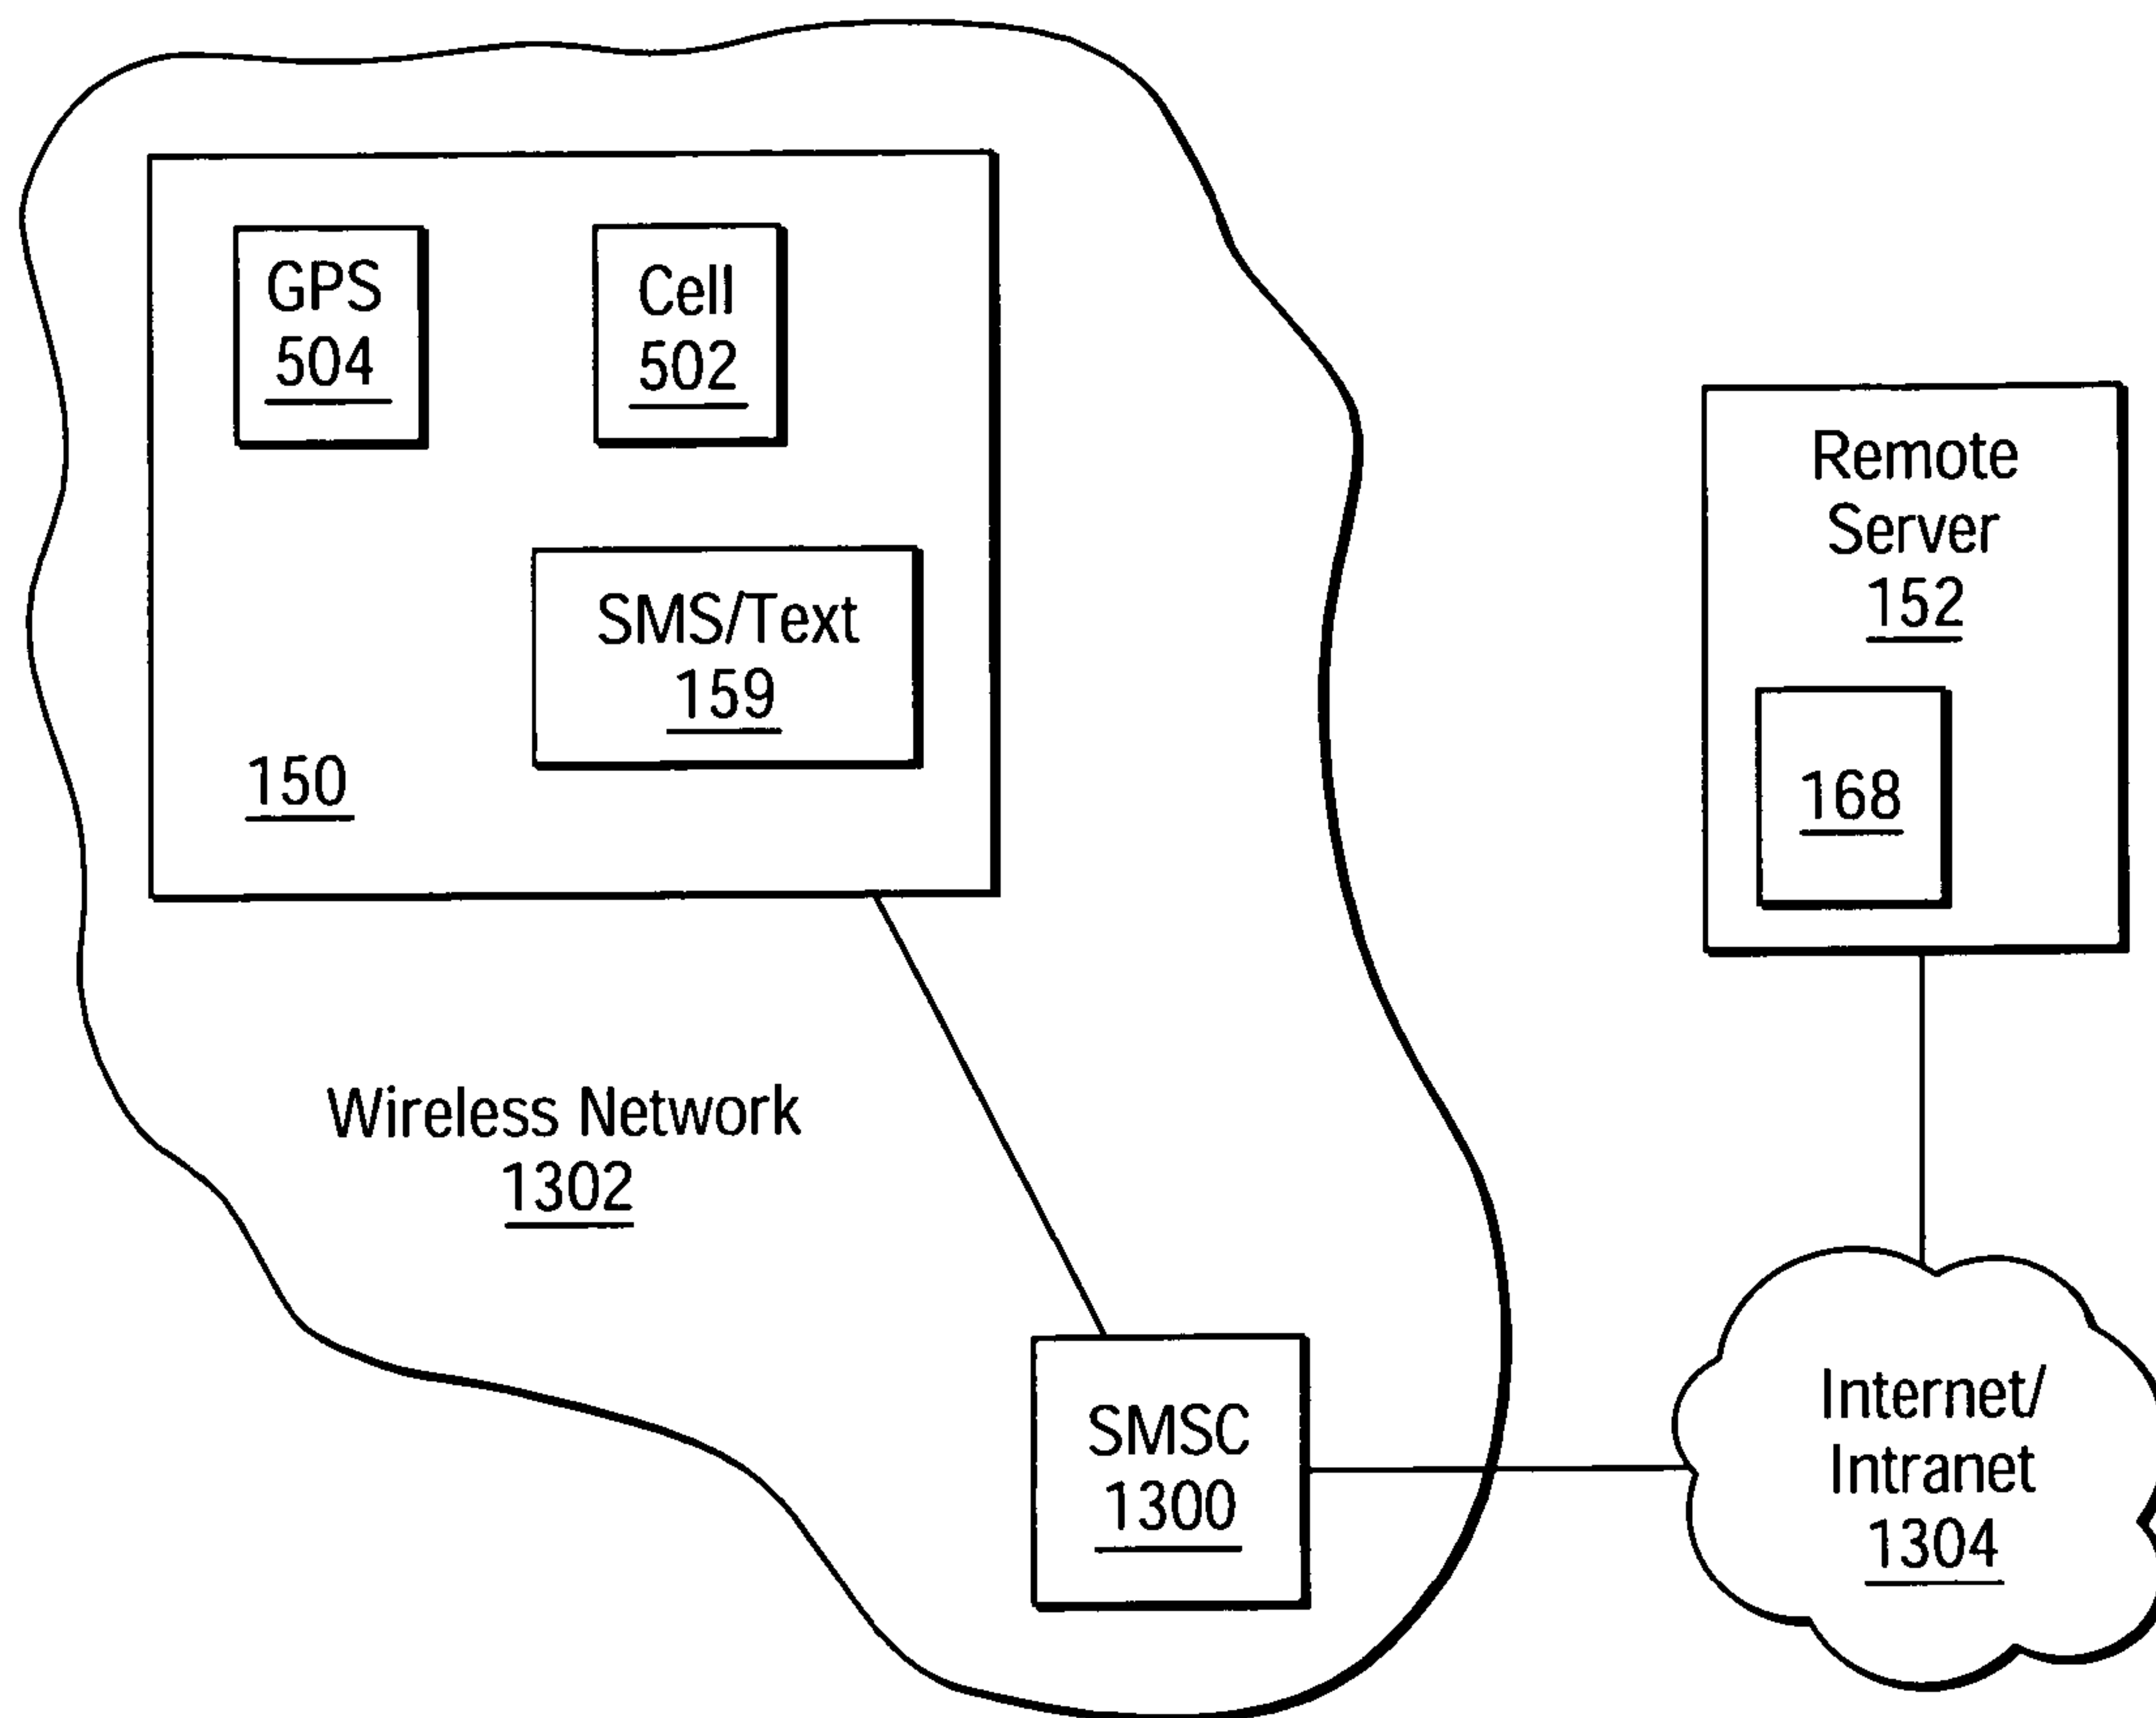 GPS
504
Cell
502
SMS/Text
159
150
Remote
Server
152
168
Wireless Network
1302
SMSC
1300
Internet/
Intranet
1304